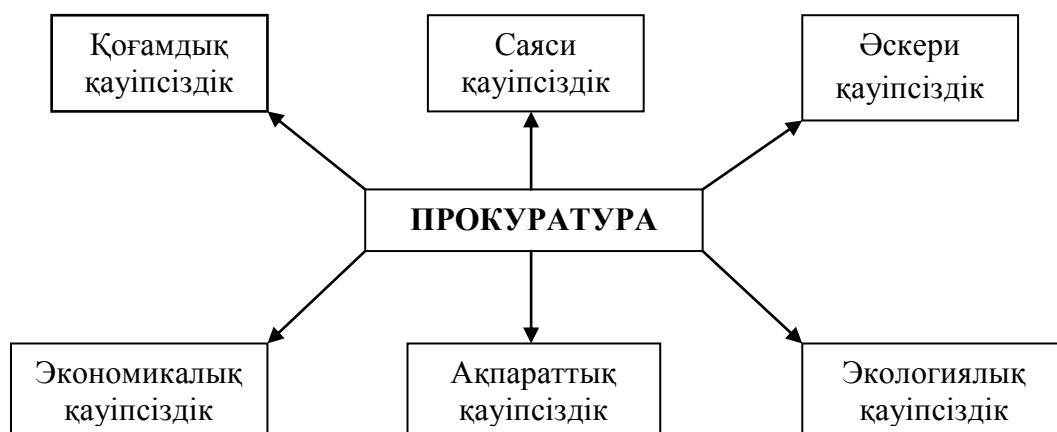 Қоғамдық
қауіпсіздік
Саяси
қауіпсіздік
Әскери
қауіпсіздік
ПРОКУРАТУРА
Экономикалық
қауіпсіздік
Ақпараттық
қауіпсіздік
Экологиялық
қауіпсіздік